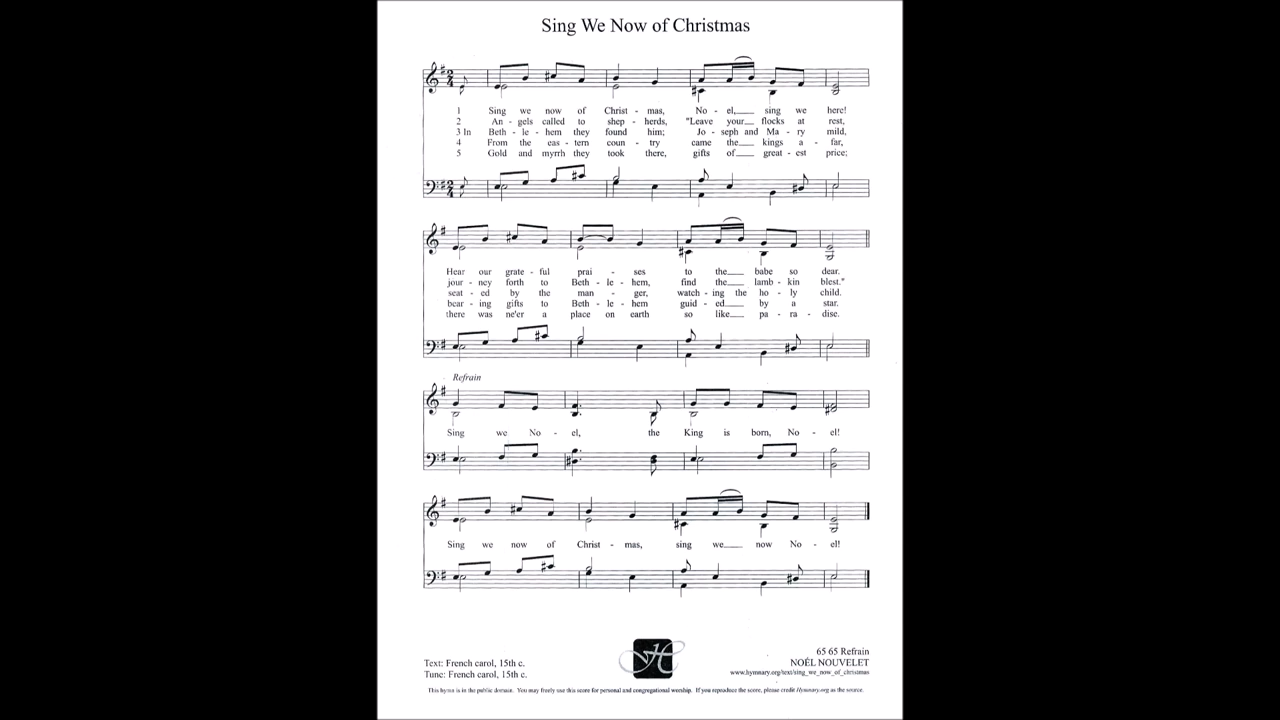 Sing We Now of Christmas
1 Sing we now of Christ - mas, No - el,___ sing we here!
2 An - gels called to shep - herds, "Leave your___ flocks at rest,
3 In Beth - le - hem they found him; Jo - seph and Ma - ry mild,
4 From the eas - tern coun - try came the___ kings a - far,
5 Gold and myrrh they took there, gifts of___ great - est price;
Hear our grate - ful prai - ses to the___ babe so dear.
jour - ney forth to Beth - le - hem, find the___ lamb - kin blest."
seat - ed by the man - ger, watch - ing the ho - ly child.
bear - ing gifts to Beth - le - hem guid - ed___ by a star.
there was ne'er a place on earth so like___ pa - ra - dise.
Refrain
Sing we No - el, the King is born, No - el!
Sing we now of Christ - mas, sing we___ now No - el!
H
65 65 Refrain
Text: French carol, 15th c. NOËL NOUVELET
Tune: French carol, 15th c. www.hymnary.org/text/sing_we_now_of_christmas
This hymn is in the public domain. You may freely use this score for personal and congregational worship. If you reproduce the score, please credit Hymnary.org as the source.